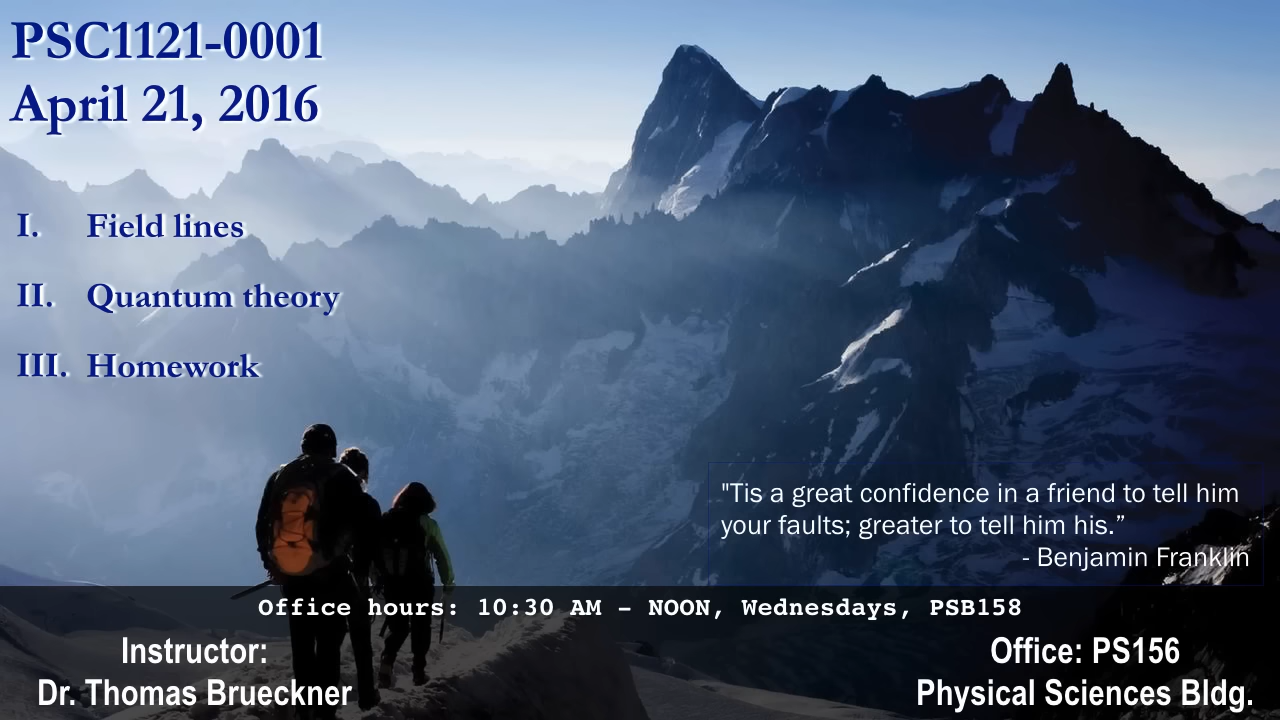 PSC1121-0001
April 21, 2016
I. Field lines
II. Quantum theory
III. Homework
"Tis a great confidence in a friend to tell him
your faults; greater to tell him his.”
- Benjamin Franklin
Office hours: 10:30 AM – NOON, Wednesdays, PSB158
Instructor:
Dr. Thomas Brueckner
Office: PS156
Physical Sciences Bldg.